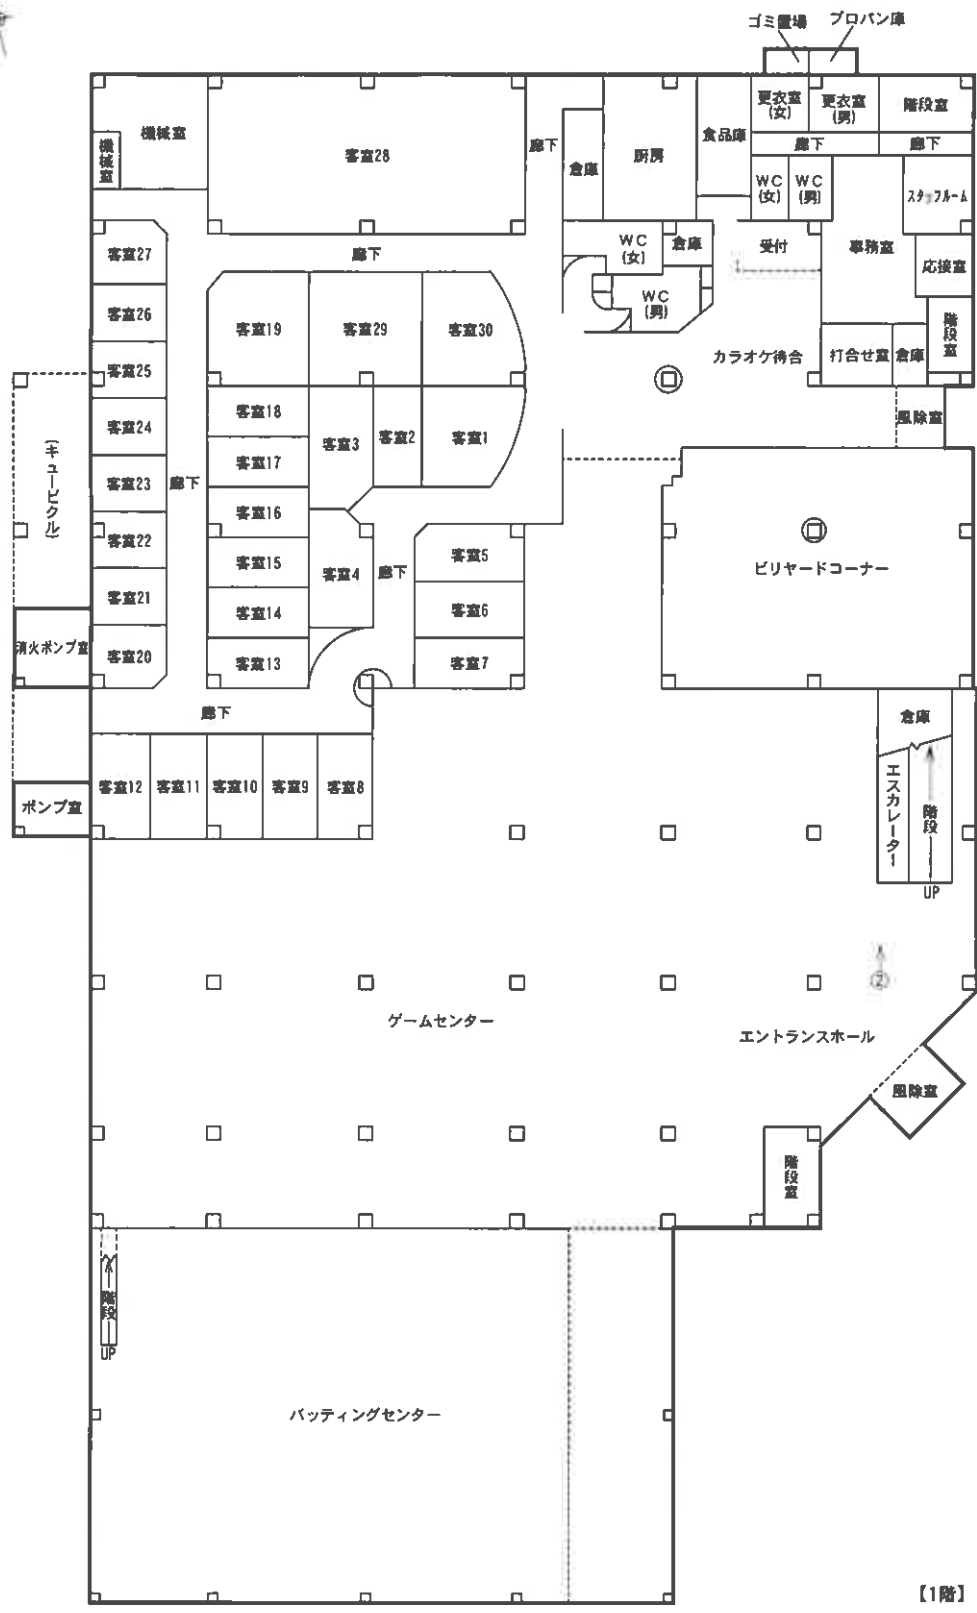 ゴミ置場
プロパン庫
機械室
機械室
客室28
廊下
倉庫
厨房
食品庫
更衣室
(女)
更衣室
(男)
階段室
廊下
廊下
WC
(女)
WC
(男)
スタッフルーム
客室27
廊下
WC
(女)
倉庫
受付
事務室
応接室
客室26
客室19
客室29
客室30
WC
(男)
カラオケ待合
打合せ室
倉庫
階段室
客室25
客室18
客室3
客室2
客室1
風除室
客室24
客室17
(キュービクル)
客室23
廊下
客室16
客室22
客室15
客室4
廊下
客室5
ビリヤードコーナー
客室21
客室14
客室6
消火ポンプ室
客室20
客室13
客室7
廊下
倉庫
ポンプ室
客室12
客室11
客室10
客室9
客室8
エスカレーター
階段
UP
②
ゲームセンター
エントランスホール
風除室
階段室
階段
UP
バッティングセンター
【1階】